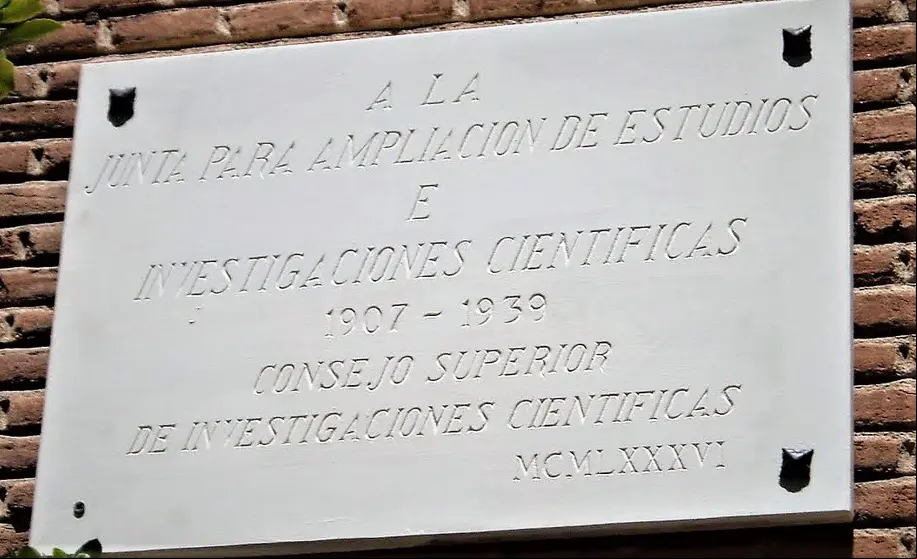 A LA
JUNTA PARA AMPLIACION DE ESTUDIOS
E
INVESTIGACIONES CIENTIFICAS
1907 - 1939
CONSEJO SUPERIOR
DE INVESTIGACIONES CIENTIFICAS
MCMLXXXVI